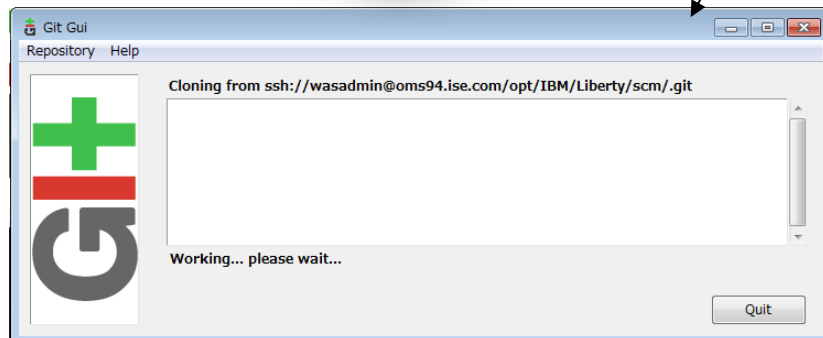 Git Gui
Repository Help
Cloning from ssh://wasadmin@oms94.ise.com/opt/IBM/Liberty/scm/.git
GIT
Working... please wait...
Quit